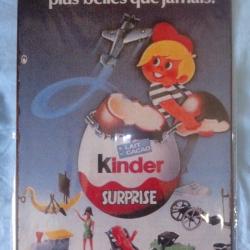 plus belles que jamais.
+ LAIT
+ CACAO
Kinder
SURPRISE